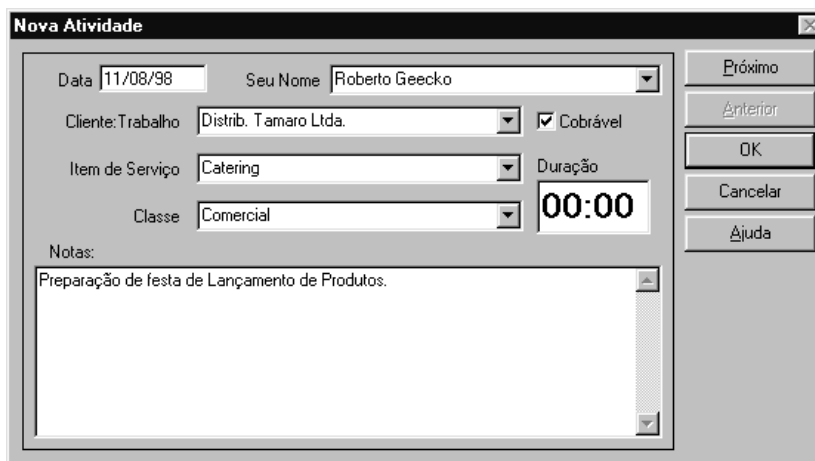 Nova Atividade
Data 11/08/98 Seu Nome Roberto Geecko
Cliente:Trabalho Distrib. Tamaro Ltda. Cobrável
Item de Serviço Catering Duração
Classe Comercial 00:00
Notas:
Preparação de festa de Lançamento de Produtos.
Próximo
Anterior
OK
Cancelar
Ajuda